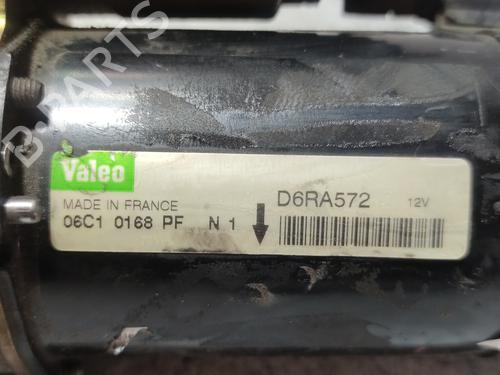 B-PARTS
Valeo
MADE IN FRANCE
06C1 0168 PF N 1
D6RA572 12V